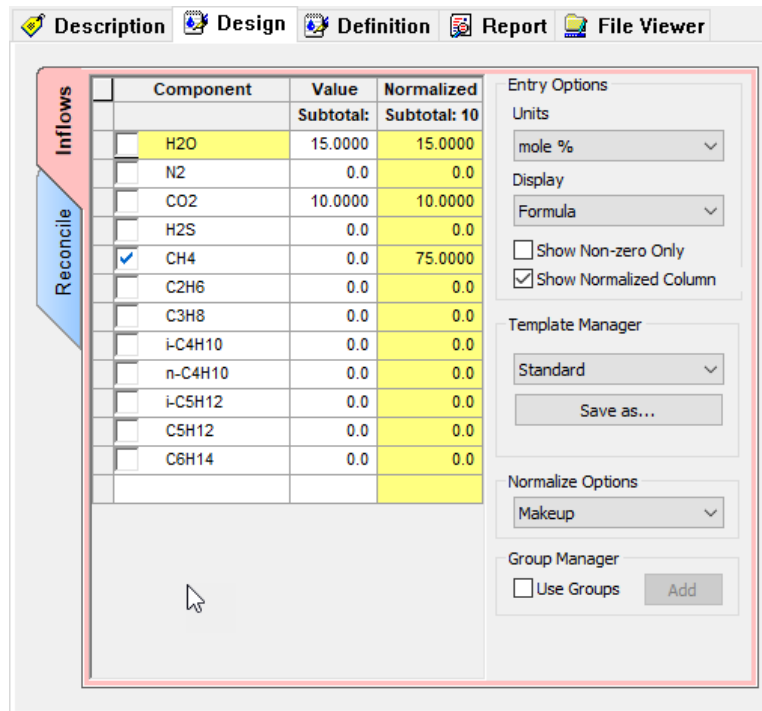 Description Design Definition Report File Viewer
Inflows
Reconcile
Component Value Normalized
Subtotal: Subtotal: 10
H2O 15.0000 15.0000
N2 0.0 0.0
CO2 10.0000 10.0000
H2S 0.0 0.0
CH4 0.0 75.0000
C2H6 0.0 0.0
C3H8 0.0 0.0
i-C4H10 0.0 0.0
n-C4H10 0.0 0.0
i-C5H12 0.0 0.0
C5H12 0.0 0.0
C6H14 0.0 0.0
Entry Options
Units
mole %
Display
Formula
Show Non-zero Only
Show Normalized Column
Template Manager
Standard
Save as...
Normalize Options
Makeup
Group Manager
Use Groups Add